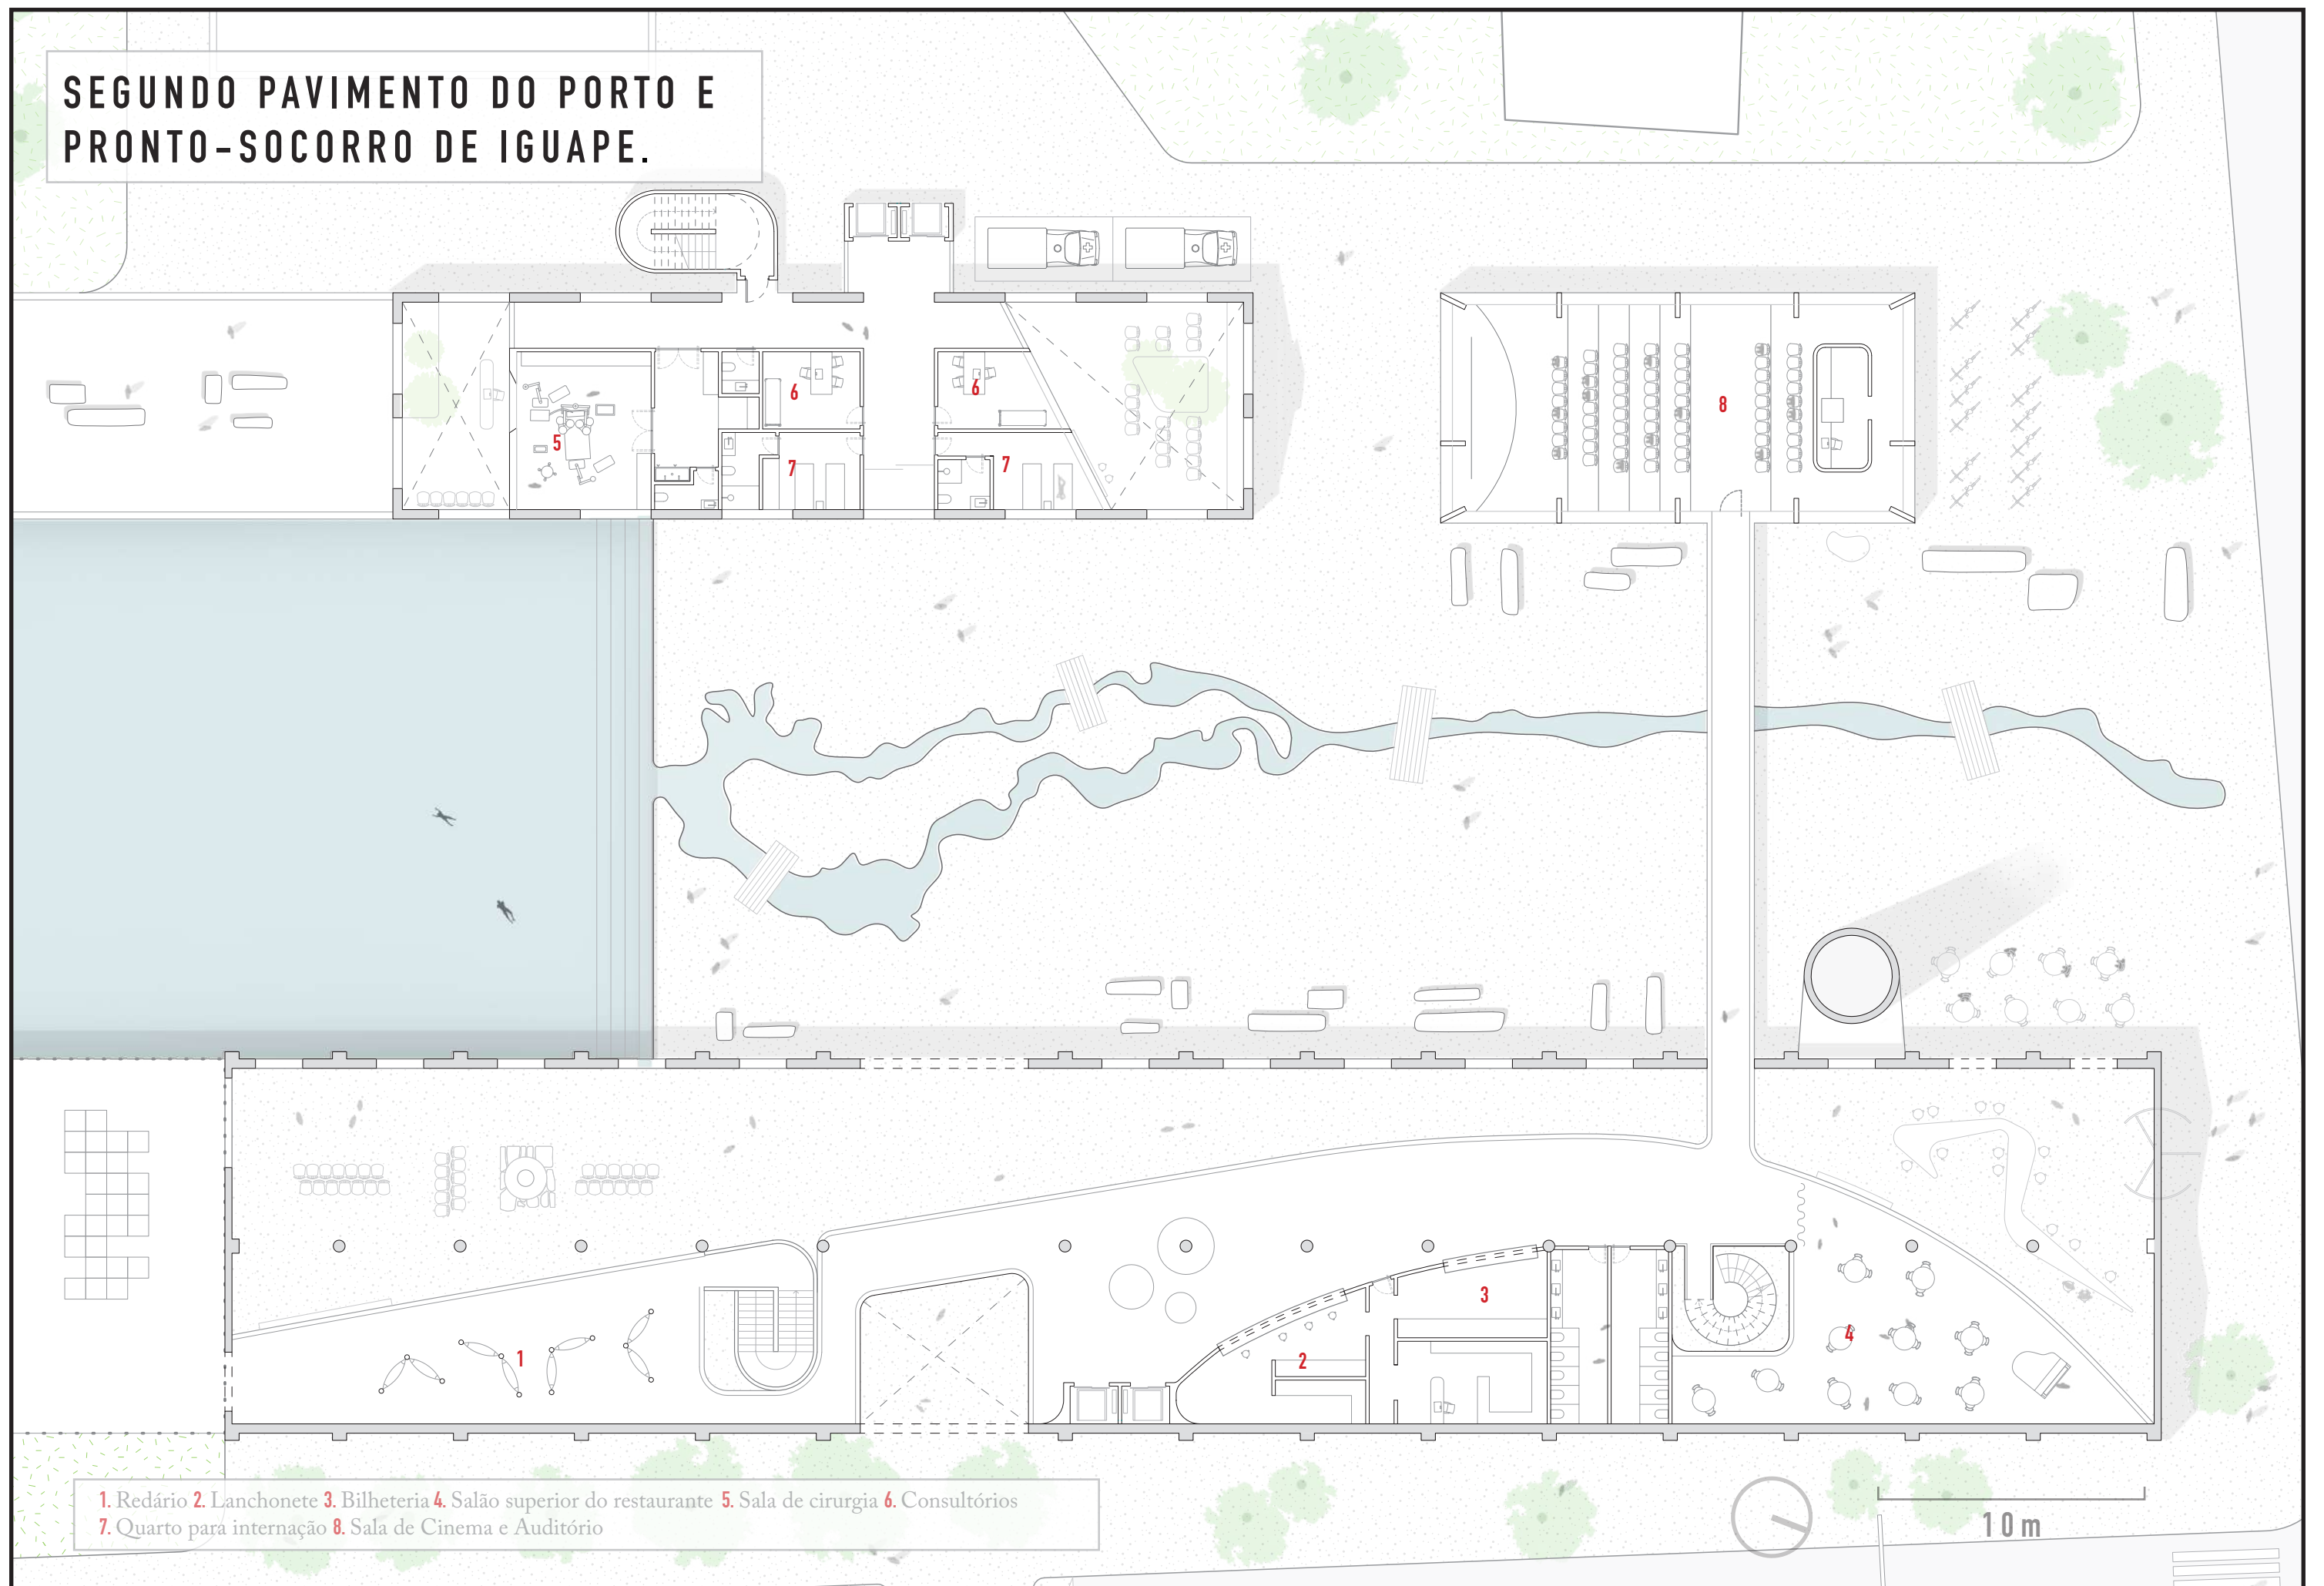 SEGUNDO PAVIMENTO DO PORTO E
PRONTO-SOCORRO DE IGUAPE.
6
6
8
5
7
7
3
4
1
2
1. Redário 2. Lanchonete 3. Bilheteria 4. Salão superior do restaurante 5. Sala de cirurgia 6. Consultórios
7. Quarto para internação 8. Sala de Cinema e Auditório
10m